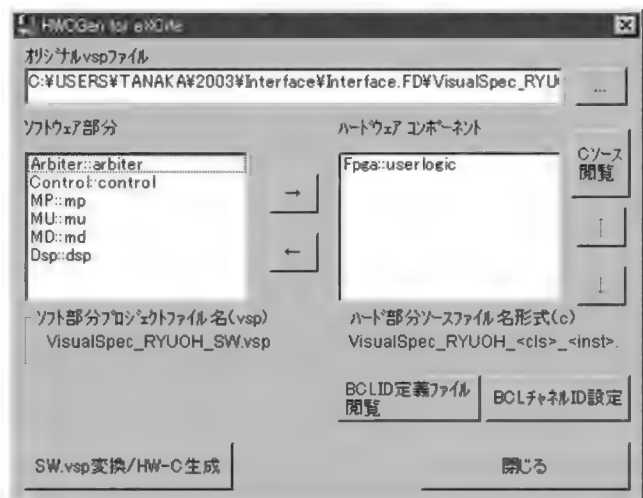 HWCGen for eXCite
オリジナルvspファイル
C:¥USERS¥TANAKA¥2003¥Interface¥Interface.FD¥VisualSpec_RYUO
...
ソフトウェア部分
ハードウェア コンポーネント
Arbiter::arbiter
Control::control
MP::mp
MU::mu
MD::md
Dsp::dsp
→
←
Fpga::userlogic
Cソース
閲覧
↑
↓
ソフト部分プロジェクトファイル名(vsp)
VisualSpec_RYUOH_SW.vsp
ハード部分ソースファイル名形式(c)
VisualSpec_RYUOH_<cls>_<inst>.
BCLID定義ファイル
閲覧
BCLチャネルID設定
SW.vsp変換/HW-C生成
閉じる